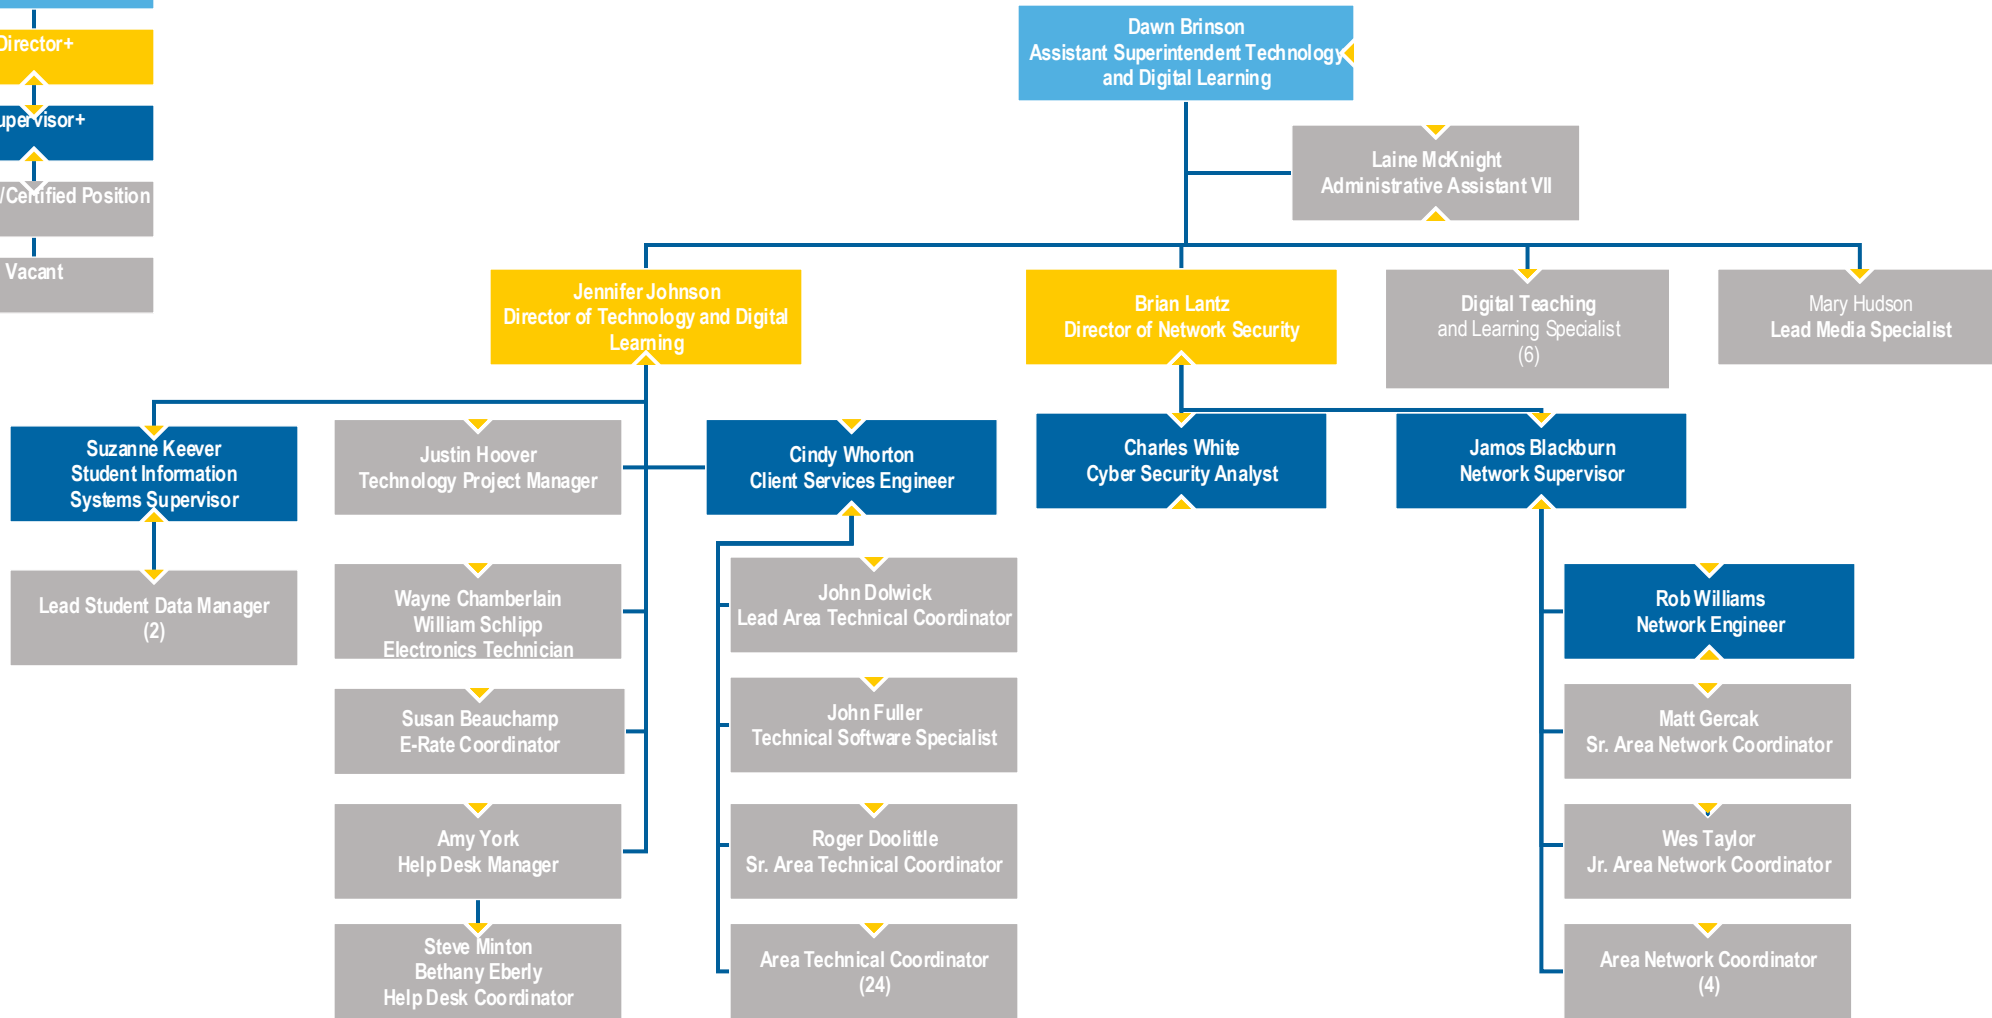 Director+
upervisor+
/Certified Position
Vacant
Dawn Brinson
Assistant Superintendent Technology
and Digital Learning
Laine McKnight
Administrative Assistant VII
Jennifer Johnson
Director of Technology and Digital
Learning
Brian Lantz
Director of Network Security
Digital Teaching
and Learning Specialist
(6)
Mary Hudson
Lead Media Specialist
Suzanne Keever
Student Information
Systems Supervisor
Justin Hoover
Technology Project Manager
Cindy Whorton
Client Services Engineer
Charles White
Cyber Security Analyst
Jamos Blackburn
Network Supervisor
Lead Student Data Manager
(2)
Wayne Chamberlain
William Schlipp
Electronics Technician
John Dolwick
Lead Area Technical Coordinator
Rob Williams
Network Engineer
Susan Beauchamp
E-Rate Coordinator
John Fuller
Technical Software Specialist
Matt Gercak
Sr. Area Network Coordinator
Amy York
Help Desk Manager
Roger Doolittle
Sr. Area Technical Coordinator
Wes Taylor
Jr. Area Network Coordinator
Steve Minton
Bethany Eberly
Help Desk Coordinator
Area Technical Coordinator
(24)
Area Network Coordinator
(4)